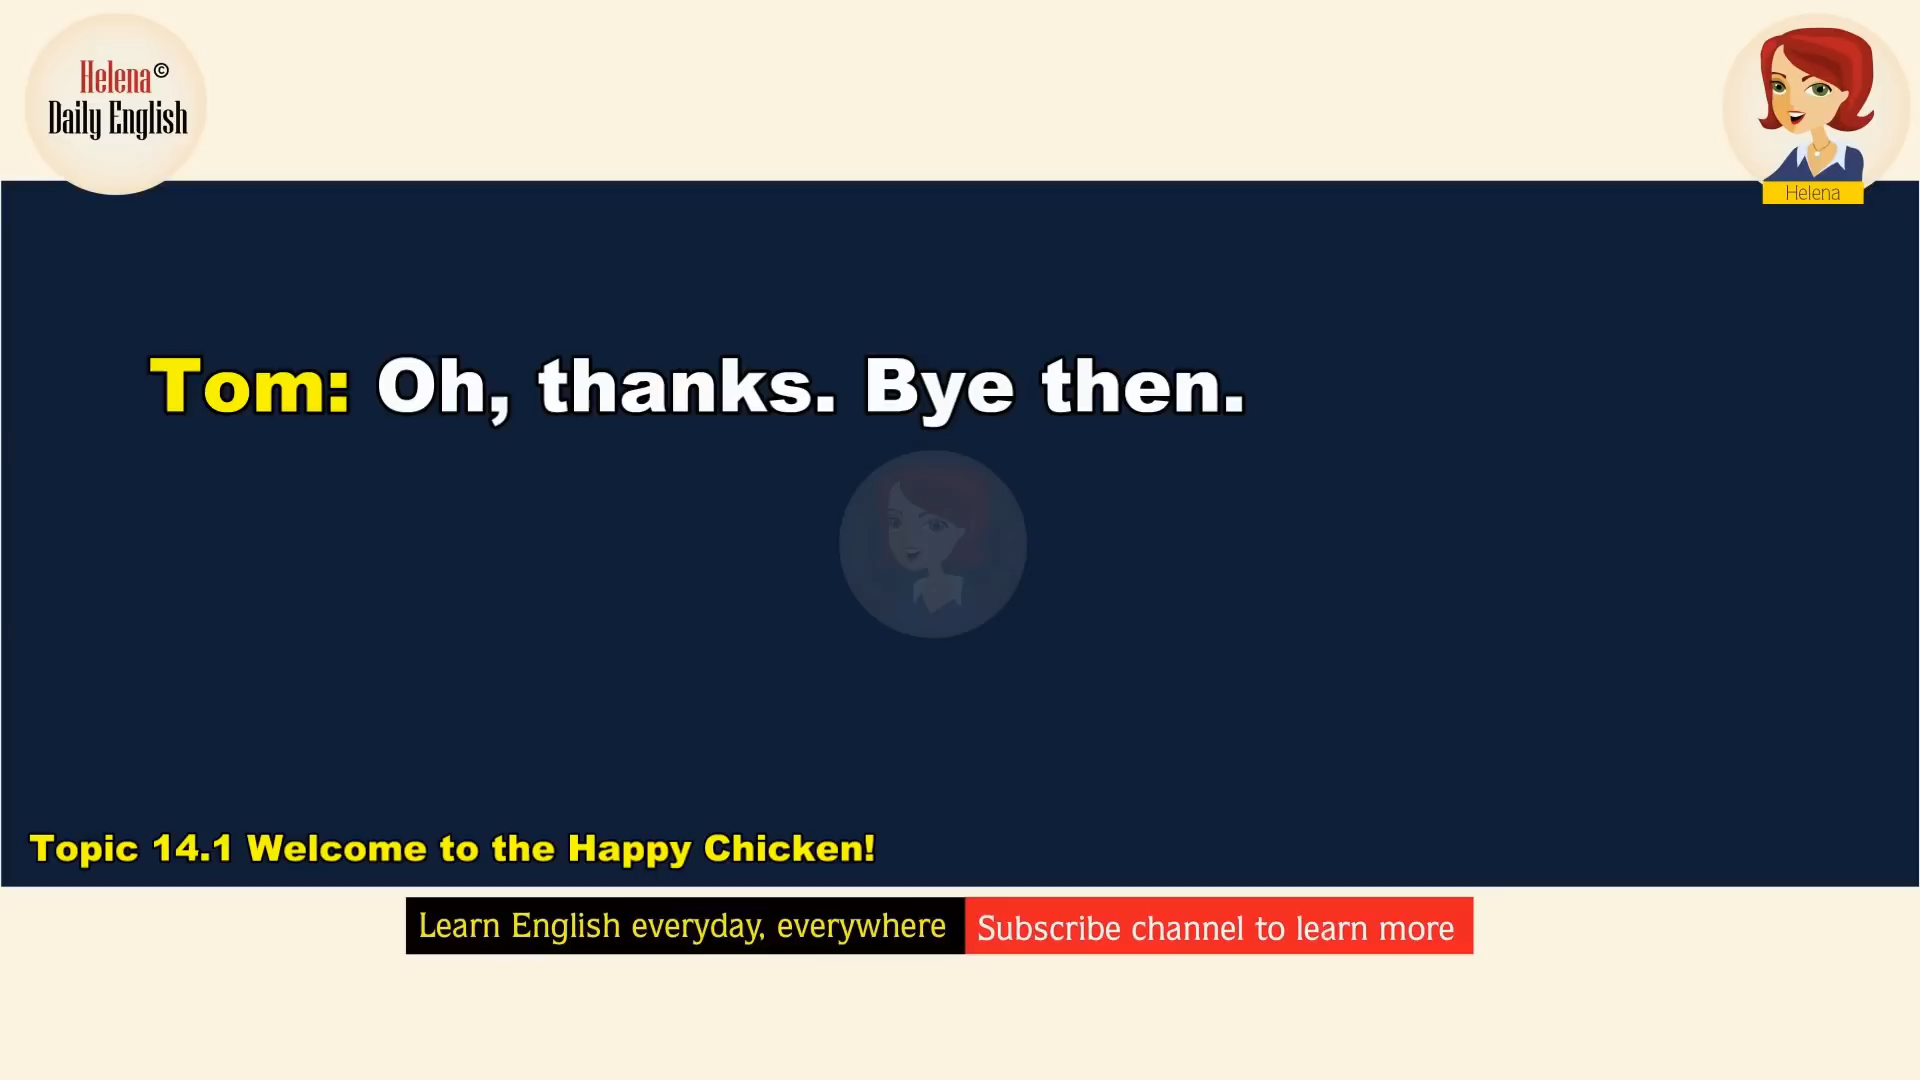 Helena©
Daily English
Helena
Tom: Oh, thanks. Bye then.
Topic 14.1 Welcome to the Happy Chicken!
Learn English everyday, everywhere
Subscribe channel to learn more